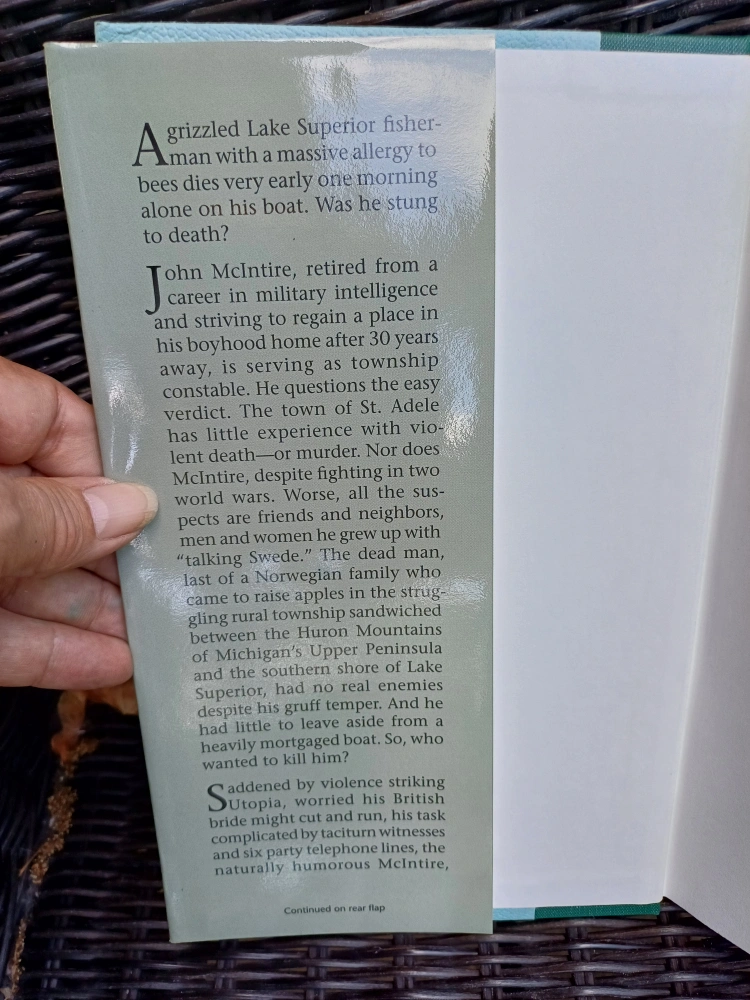 A grizzled Lake Superior fisher-
man with a massive allergy to
bees dies very early one morning
alone on his boat. Was he stung
to death?
John McIntire, retired from a
career in military intelligence
and striving to regain a place in
his boyhood home after 30 years
away, is serving as township
constable. He questions the easy
verdict. The town of St. Adele
has little experience with vio-
lent death—or murder. Nor does
McIntire, despite fighting in two
world wars. Worse, all the sus-
pects are friends and neighbors,
men and women he grew up with
“talking Swede.” The dead man,
last of a Norwegian family who
came to raise apples in the strug-
gling rural township sandwiched
between the Huron Mountains
of Michigan’s Upper Peninsula
and the southern shore of Lake
Superior, had no real enemies
despite his gruff temper. And he
had little to leave aside from a
heavily mortgaged boat. So, who
wanted to kill him?
Saddened by violence striking
Utopia, worried his British
bride might cut and run, his task
complicated by taciturn witnesses
and six party telephone lines, the
naturally humorous McIntire,
Continued on rear flap